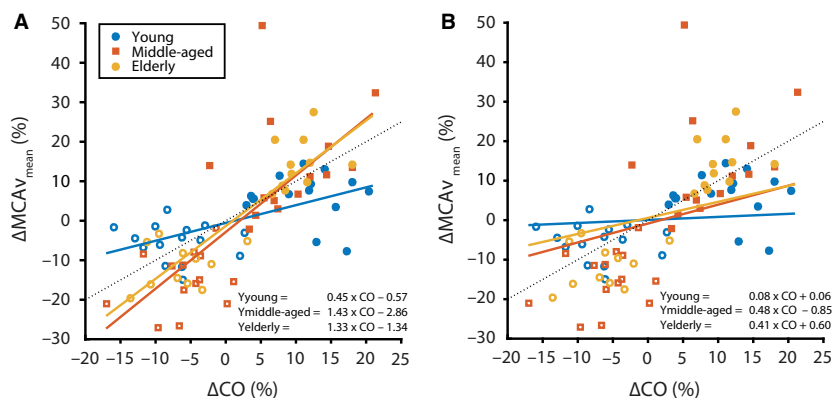 A
50
40
30
20
10
0
−10
−20
−30
ΔMCAv mean (%)
Young
Middle-aged
Elderly
Yyoung = 0.45 x CO − 0.57
Ymiddle-aged = 1.43 x CO − 2.86
Yelderly = 1.33 x CO − 1.34
−20 −15 −10 −5 0 5 10 15 20 25
ΔCO (%)
B
50
40
30
20
10
0
−10
−20
−30
ΔMCAv mean (%)
Yyoung = 0.08 x CO + 0.06
Ymiddle-aged = 0.48 x CO − 0.85
Yelderly = 0.41 x CO + 0.60
−20 −15 −10 −5 0 5 10 15 20 25
ΔCO (%)